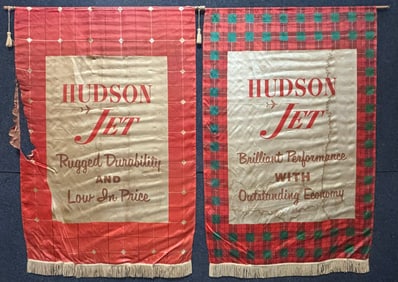 HUDSON
JET
Rugged Durability
AND
Low In Price
HUDSON
JET
Brilliant Performance
WITH
Outstanding Economy